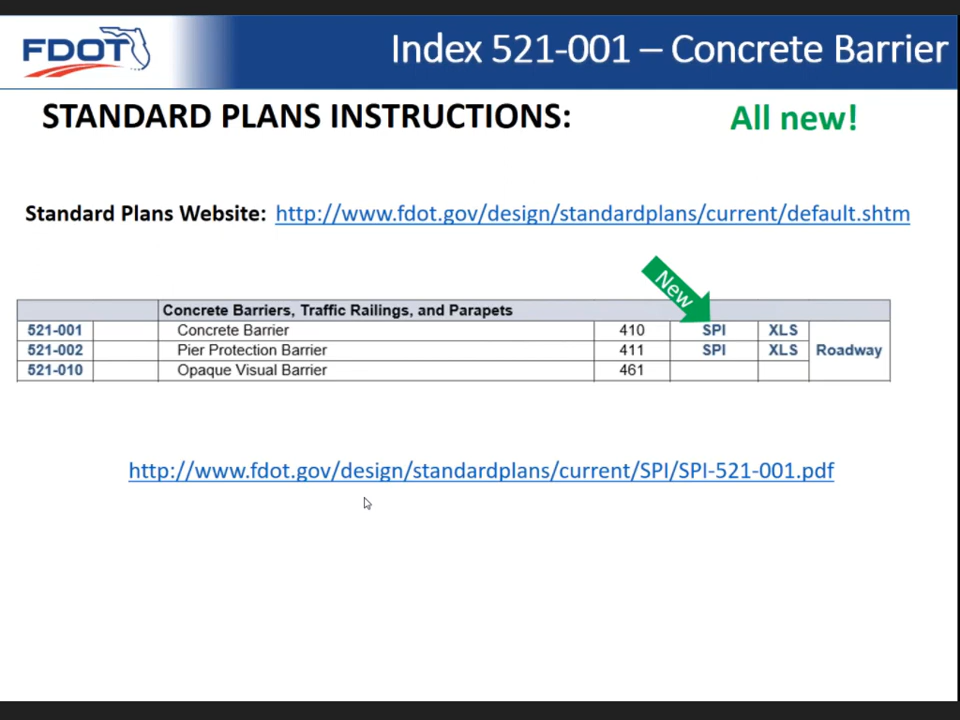 FDOT
Index 521-001 – Concrete Barrier
STANDARD PLANS INSTRUCTIONS:
All new!
Standard Plans Website: http://www.fdot.gov/design/standardplans/current/default.shtm
New
Concrete Barriers, Traffic Railings, and Parapets
521-001 Concrete Barrier 410 SPI XLS
521-002 Pier Protection Barrier 411 SPI XLS Roadway
521-010 Opaque Visual Barrier 461
http://www.fdot.gov/design/standardplans/current/SPI/SPI-521-001.pdf